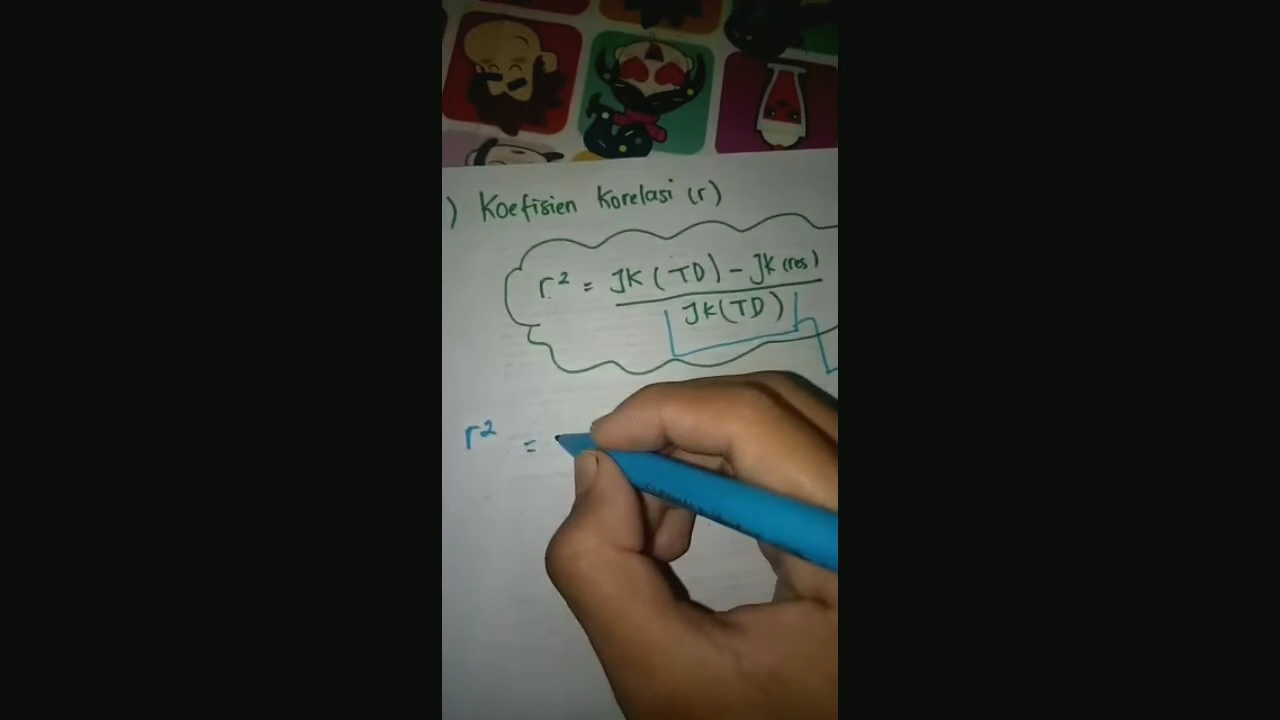 ) Koefisien Korelasi (r)
r² = JK (TD) - JK (res)
JK (TD)
r² =